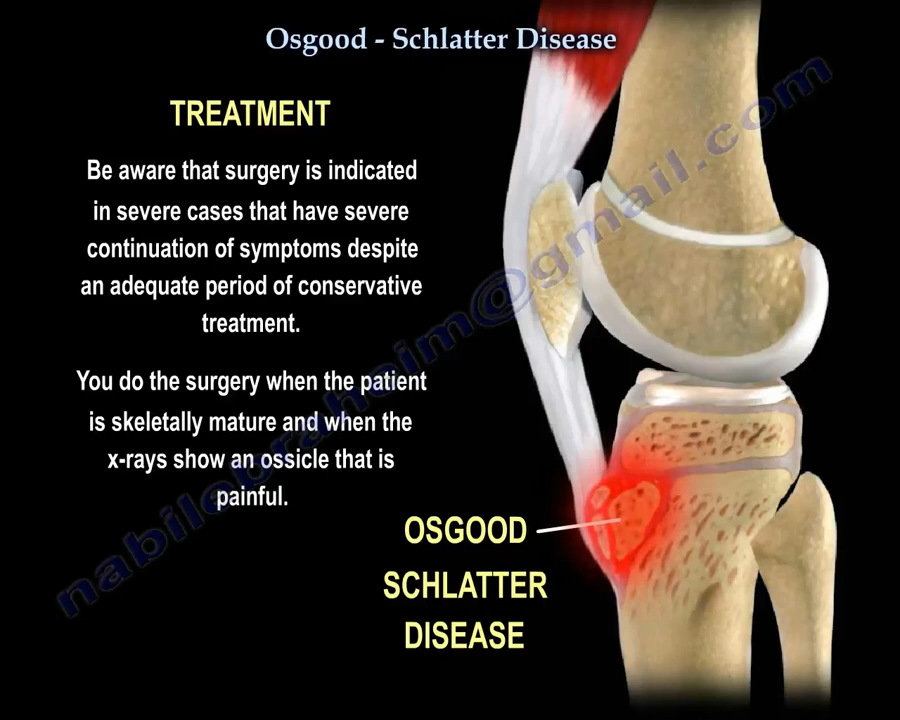 Osgood - Schlatter Disease
TREATMENT
Be aware that surgery is indicated
in severe cases that have severe
continuation of symptoms despite
an adequate period of conservative
treatment.
You do the surgery when the patient
is skeletally mature and when the
x-rays show an ossicle that is
painful.
OSGOOD
SCHLATTER
DISEASE
nabilebraheim@gmail.com